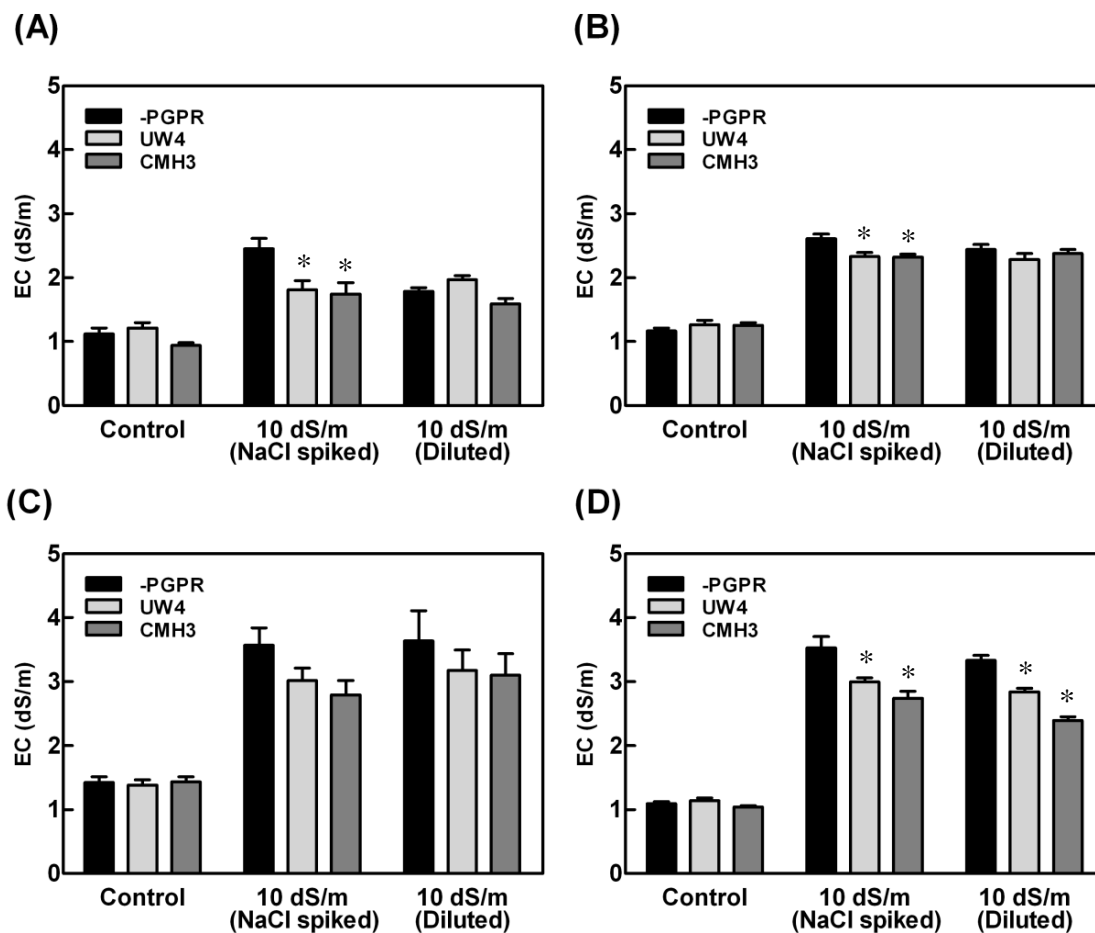 (A)
EC (dS/m)
5
4
3
2
1
0
-PGPR
UW4
CMH3
* *
Control
10 dS/m
(NaCl spiked)
10 dS/m
(Diluted)
(B)
EC (dS/m)
5
4
3
2
1
0
-PGPR
UW4
CMH3
* *
Control
10 dS/m
(NaCl spiked)
10 dS/m
(Diluted)
(C)
EC (dS/m)
5
4
3
2
1
0
-PGPR
UW4
CMH3
Control
10 dS/m
(NaCl spiked)
10 dS/m
(Diluted)
(D)
EC (dS/m)
5
4
3
2
1
0
-PGPR
UW4
CMH3
* *
* *
Control
10 dS/m
(NaCl spiked)
10 dS/m
(Diluted)